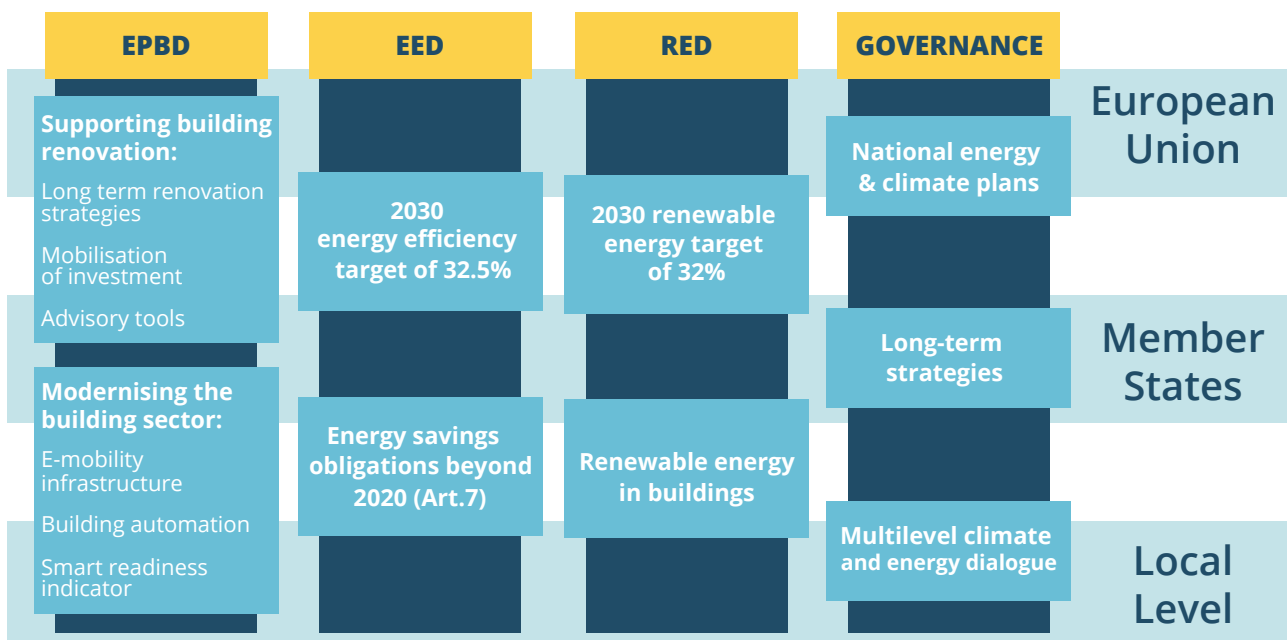 EPBD
EED
RED
GOVERNANCE
Supporting building
renovation:
Long term renovation
strategies
Mobilisation
of investment
Advisory tools
Modernising the
building sector:
E-mobility
infrastructure
Building automation
Smart readiness
indicator
2030
energy efficiency
target of 32.5%
Energy savings
obligations beyond
2020 (Art.7)
2030 renewable
energy target
of 32%
Renewable energy
in buildings
National energy
& climate plans
Long-term
strategies
Multilevel climate
and energy dialogue
European
Union
Member
States
Local
Level